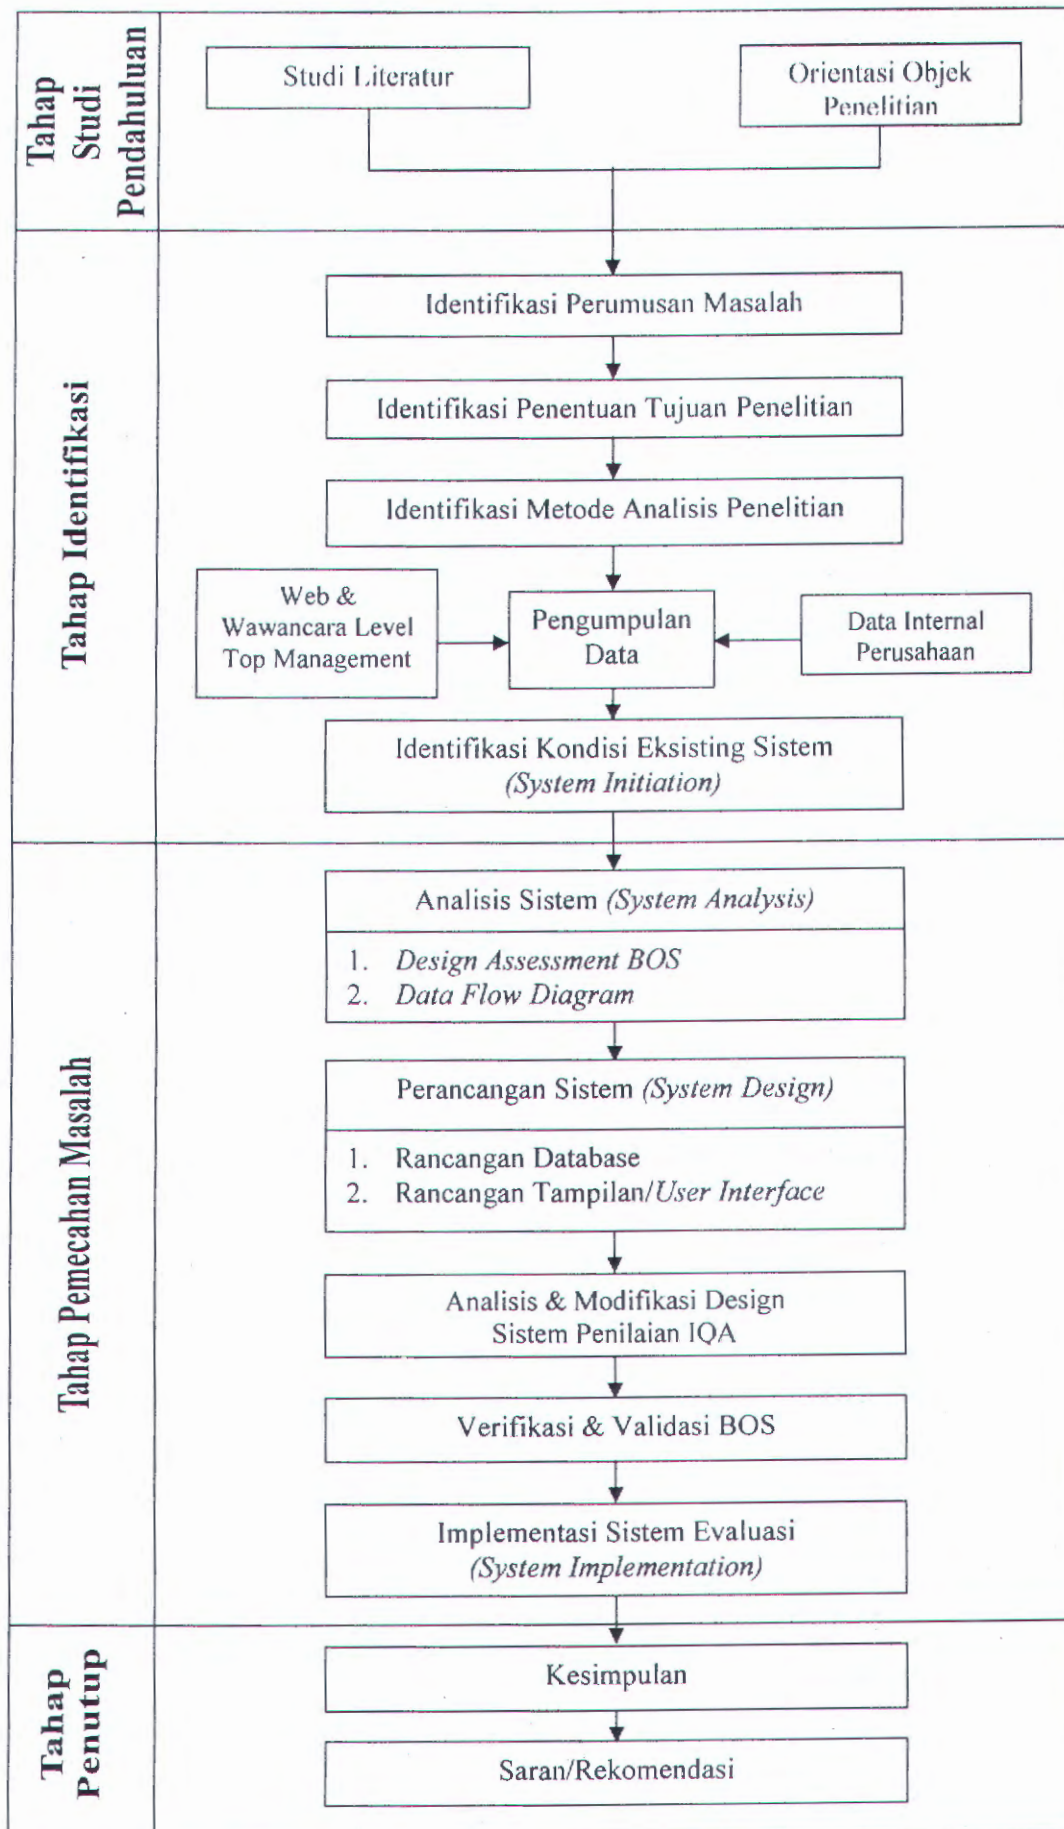 Tahap
Studi
Pendahuluan
Studi Literatur
Orientasi Objek
Penelitian
Tahap Identifikasi
Identifikasi Perumusan Masalah
Identifikasi Penentuan Tujuan Penelitian
Identifikasi Metode Analisis Penelitian
Web &
Wawancara Level
Top Management
Pengumpulan
Data
Data Internal
Perusahaan
Identifikasi Kondisi Eksisting Sistem
(System Initiation)
Tahap Pemecahan Masalah
Analisis Sistem (System Analysis)
1. Design Assessment BOS
2. Data Flow Diagram
Perancangan Sistem (System Design)
1. Rancangan Database
2. Rancangan Tampilan/User Interface
Analisis & Modifikasi Design
Sistem Penilaian IQA
Verifikasi & Validasi BOS
Implementasi Sistem Evaluasi
(System Implementation)
Tahap
Penutup
Kesimpulan
Saran/Rekomendasi